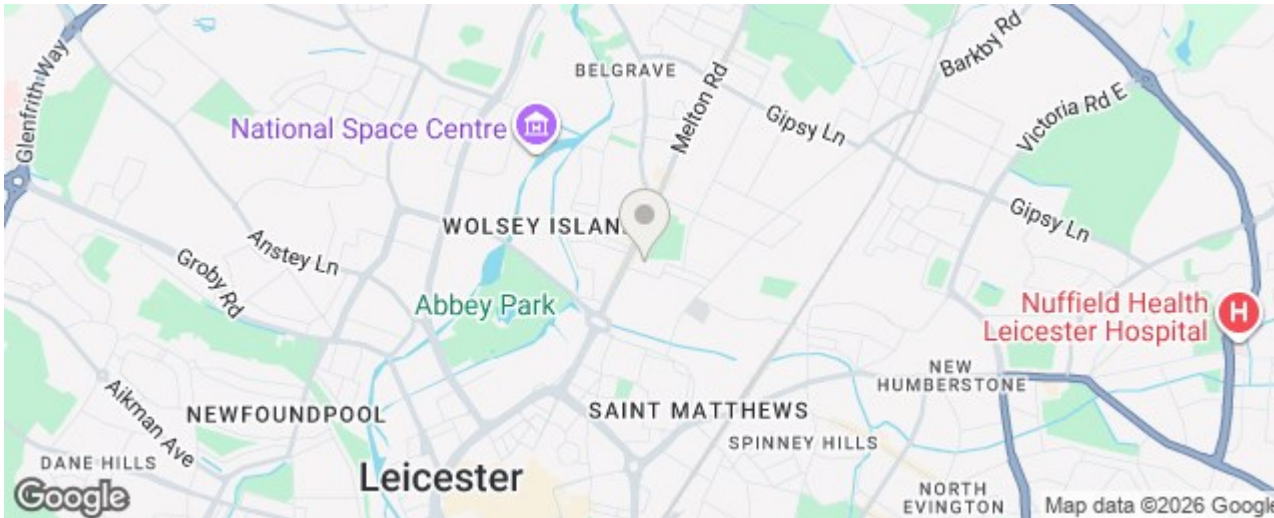 BELGRAVE
Barkby Rd
Melton Rd
Glenfrith Way
National Space Centre
Gipsy Ln
Victoria Rd E
WOLSEY ISLAN
Anstey Ln
Groby Rd
Gipsy Ln
Abbey Park
Nuffield Health
Leicester Hospital
H
NEW
HUMBERSTONE
Aikman Ave
NEWFOUNDPOOL
SAINT MATTHEWS
SPINNEY HILLS
DANE HILLS
Leicester
NORTH
EVINGTON
Google
Map data ©2026 Google